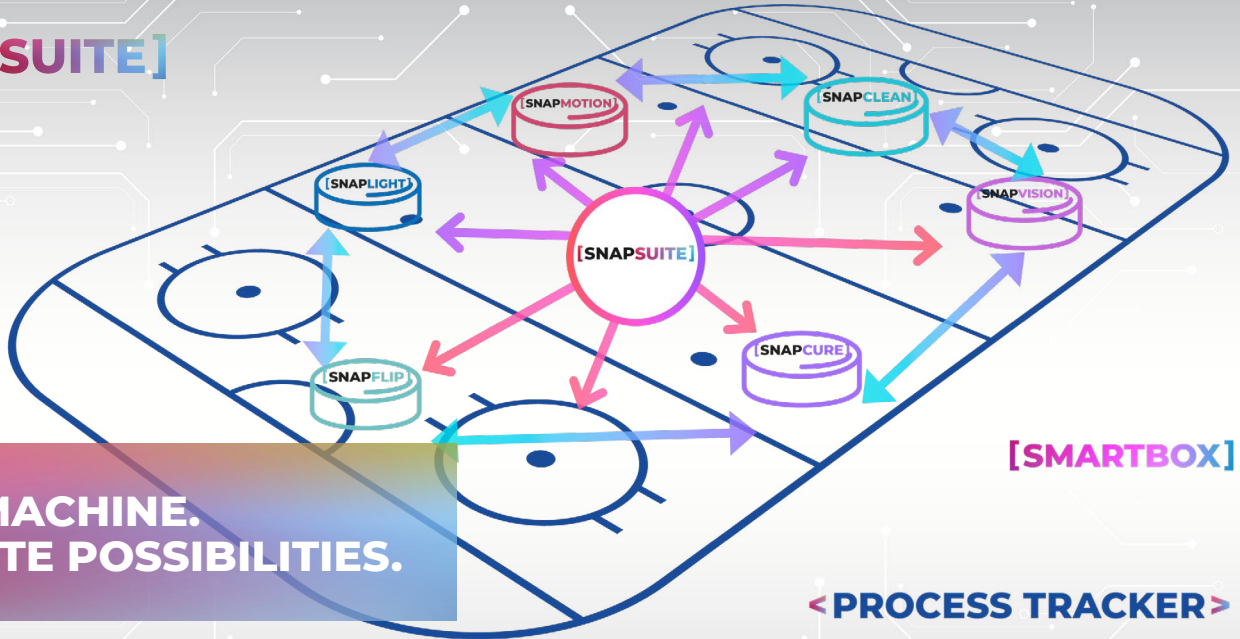 SUITE]
[SNAPMOTION]
[SNAPCLEAN]
[SNAPLIGHT]
[SNAPVISION]
[SNAPSUITE]
[SNAPCURE]
[SNAPFLIP]
[SMARTBOX]
MACHINE.
TE POSSIBILITIES.
<PROCESS TRACKER>